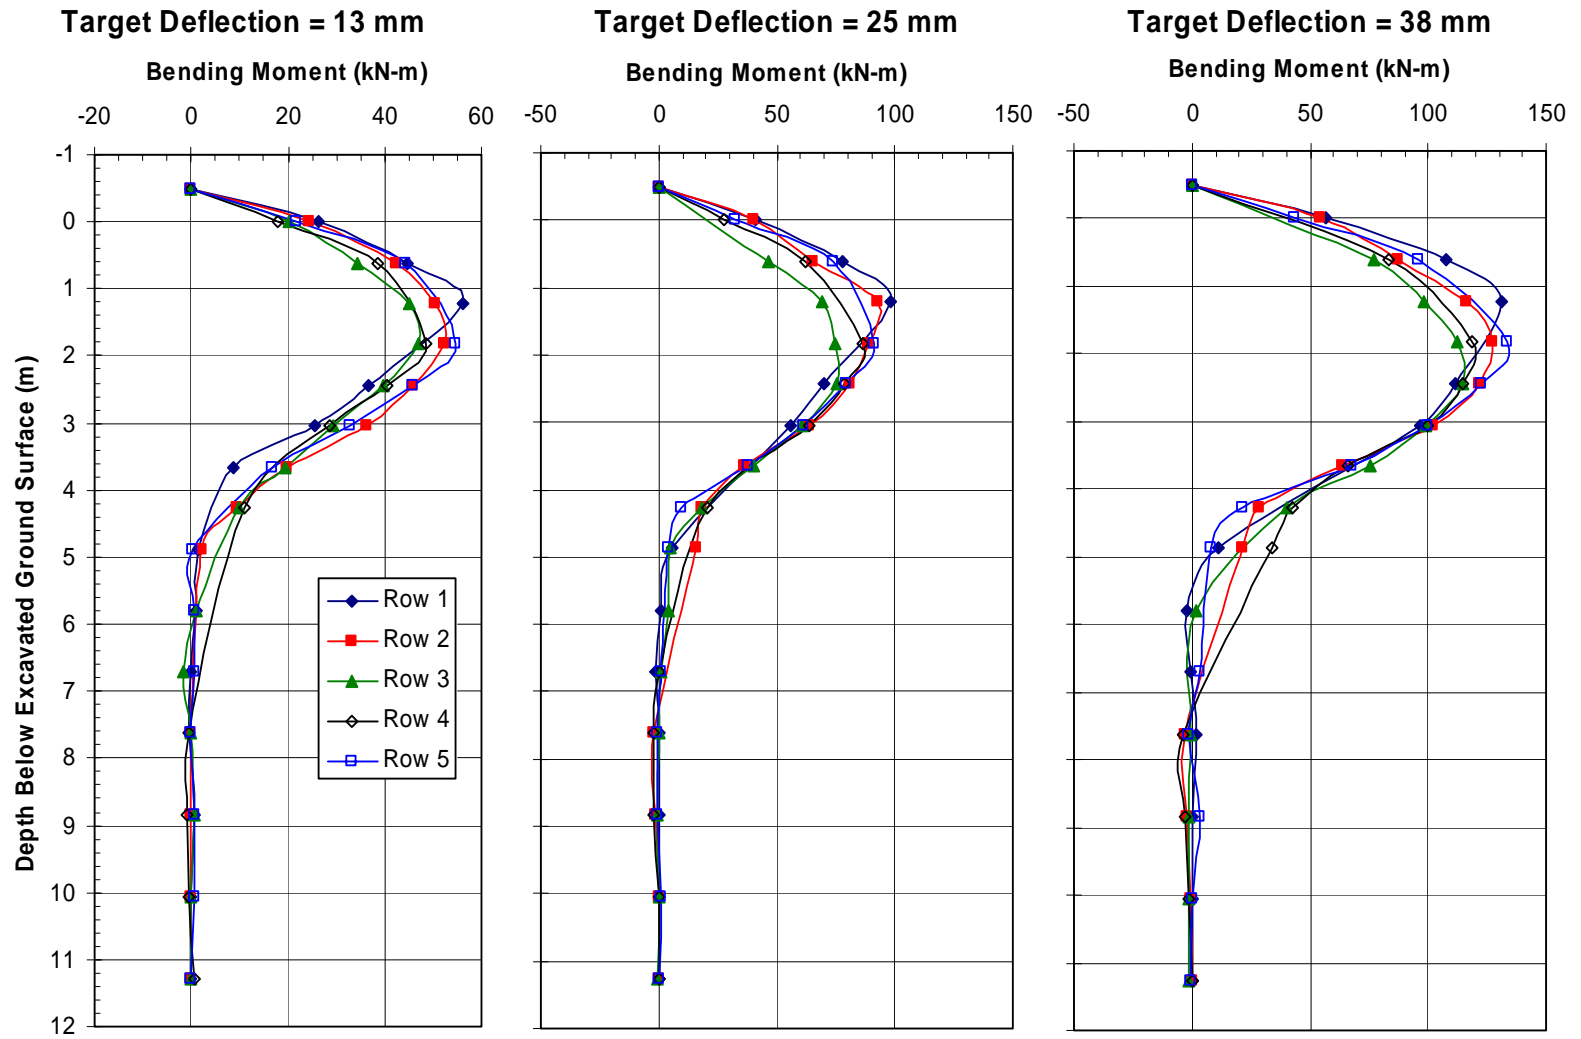 Target Deflection = 13 mm
Target Deflection = 25 mm
Target Deflection = 38 mm
Bending Moment (kN-m)
Bending Moment (kN-m)
Bending Moment (kN-m)
-20 0 20 40 60
-50 0 50 100 150
-50 0 50 100 150
-1
0
1
2
3
4
5
6
7
8
9
10
11
12
Depth Below Excavated Ground Surface (m)
Row 1
Row 2
Row 3
Row 4
Row 5